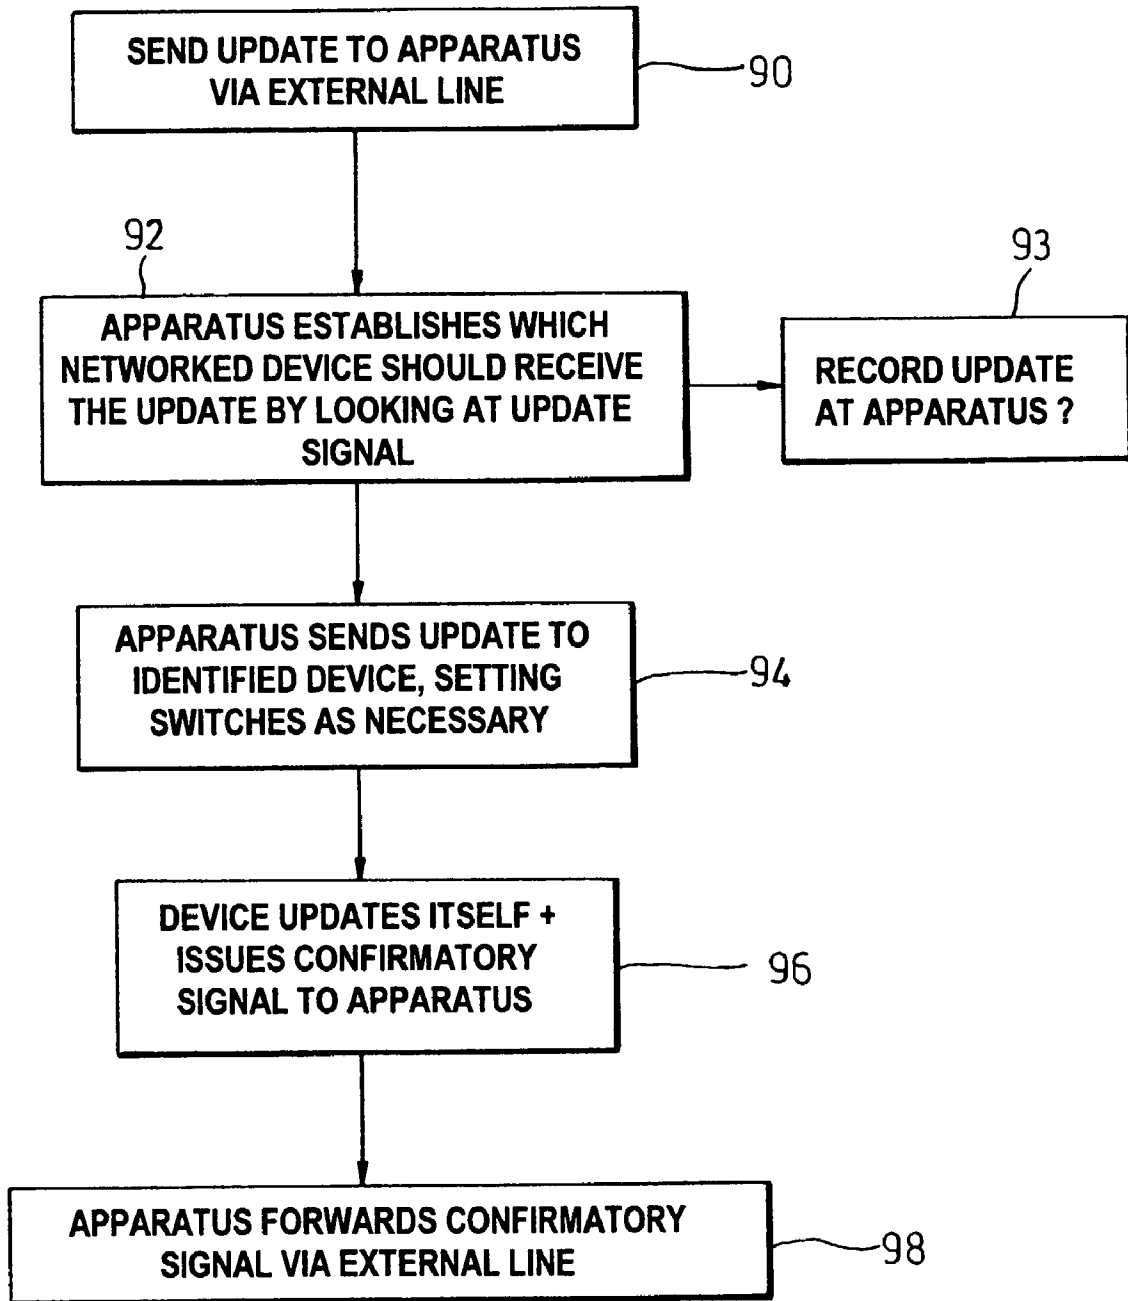 SEND UPDATE TO APPARATUS
VIA EXTERNAL LINE
90
92
APPARATUS ESTABLISHES WHICH
NETWORKED DEVICE SHOULD RECEIVE
THE UPDATE BY LOOKING AT UPDATE
SIGNAL
93
RECORD UPDATE
AT APPARATUS ?
APPARATUS SENDS UPDATE TO
IDENTIFIED DEVICE, SETTING
SWITCHES AS NECESSARY
94
DEVICE UPDATES ITSELF +
ISSUES CONFIRMATORY
SIGNAL TO APPARATUS
96
APPARATUS FORWARDS CONFIRMATORY
SIGNAL VIA EXTERNAL LINE
98